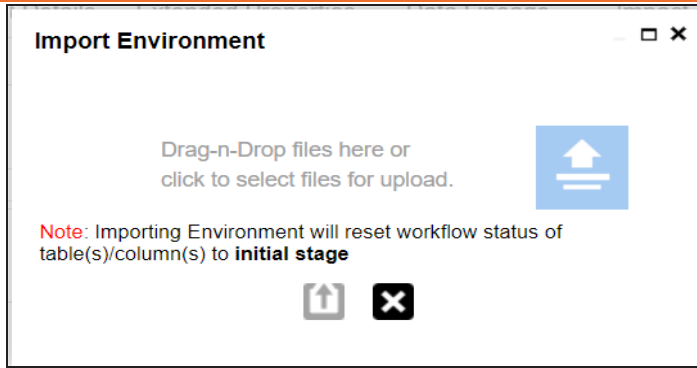 Import Environment
Drag-n-Drop files here or
click to select files for upload.
Note: Importing Environment will reset workflow status of
table(s)/column(s) to initial stage